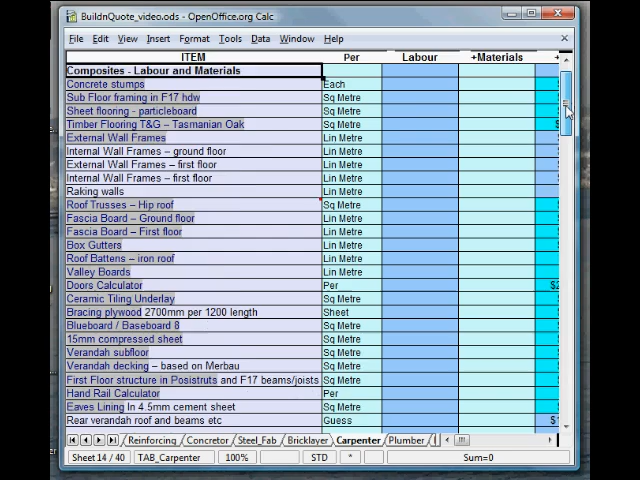 BuildnQuote_video.ods - OpenOffice.org Calc
File Edit View Insert Format Tools Data Window Help
ITEM Per Labour +Materials +
Composites - Labour and Materials
Concrete stumps Each
Sub Floor framing in F17 hdw Sq Metre
Sheet flooring - particleboard Sq Metre
Timber Flooring T&G – Tasmanian Oak Sq Metre $
External Wall Frames Lin Metre
Internal Wall Frames – ground floor Lin Metre
External Wall Frames – first floor Lin Metre
Internal Wall Frames – first floor Lin Metre
Raking walls Lin Metre
Roof Trusses – Hip roof Sq Metre
Fascia Board – Ground floor Lin Metre
Fascia Board – First floor Lin Metre
Box Gutters Lin Metre
Roof Battens – iron roof Lin Metre
Valley Boards Lin Metre
Doors Calculator Per $2
Ceramic Tiling Underlay Sq Metre
Bracing plywood 2700mm per 1200 length Sheet
Blueboard / Baseboard 8 Sq Metre
15mm compressed sheet Sq Metre
Verandah subfloor Sq Metre
Verandah decking – based on Merbau Sq Metre
First Floor structure in Posistruts and F17 beams/joists Sq Metre
Hand Rail Calculator Per
Eaves Lining In 4.5mm cement sheet Sq Metre
Rear verandah roof and beams etc Guess $1
Reinforcing Concretor Steel_Fab Bricklayer Carpenter Plumber
Sheet 14 / 40 TAB_Carpenter 100% STD * Sum=0